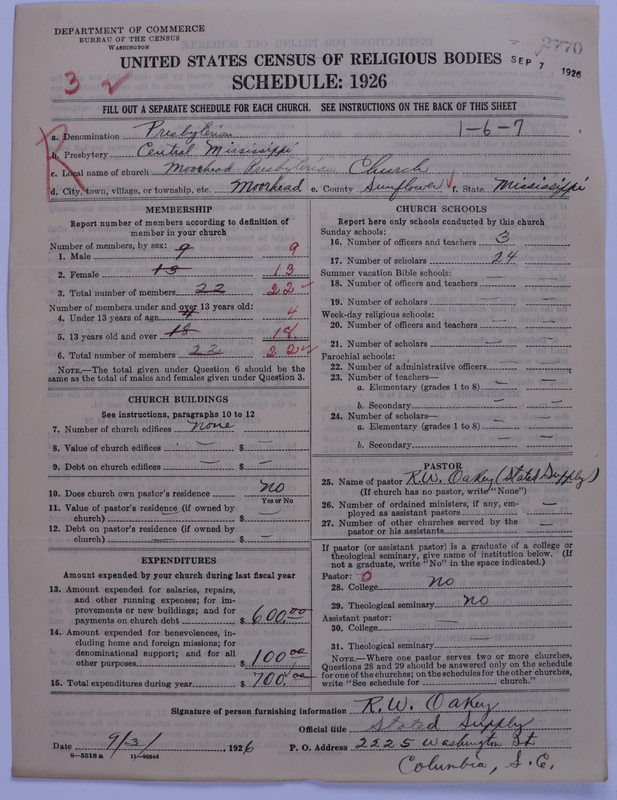 DEPARTMENT OF COMMERCE
BUREAU OF THE CENSUS
WASHINGTON
2770
SEP 7 1926
UNITED STATES CENSUS OF RELIGIOUS BODIES
SCHEDULE: 1926
3
FILL OUT A SEPARATE SCHEDULE FOR EACH CHURCH. SEE INSTRUCTIONS ON THE BACK OF THIS SHEET
R
a. Denomination Presbyterian 1-6-7
b. Presbytery Central Mississippi
c. Local name of church Moorhead Presbyterian Church
d. City, town, village, or township, etc. Moorhead e. County Sunflower f. State Mississippi
MEMBERSHIP
Report number of members according to definition of
member in your church
Number of members, by sex:
1. Male 9 9
2. Female 13 13
3. Total number of members 22 22
Number of members under and over 13 years old:
4. Under 13 years of age 4 4
5. 13 years old and over 18 18
6. Total number of members 22 22
NOTE.—The total given under Question 6 should be the
same as the total of males and females given under Question 3.
CHURCH BUILDINGS
See instructions, paragraphs 10 to 12
7. Number of church edifices none
8. Value of church edifices — $ —
9. Debt on church edifices — $ —
10. Does church own pastor's residence no
Yes or No
11. Value of pastor's residence (if owned by
church) — $ —
12. Debt on pastor's residence (if owned by
church) — $ —
EXPENDITURES
Amount expended by your church during last fiscal year
13. Amount expended for salaries, repairs,
and other running expenses; for im-
provements or new buildings; and for
payments on church debt $ 600.00
14. Amount expended for benevolences, in-
cluding home and foreign missions; for
denominational support; and for all
other purposes $ 100.00
15. Total expenditures during year $ 700.00
CHURCH SCHOOLS
Report here only schools conducted by this church
Sunday schools:
16. Number of officers and teachers 3
17. Number of scholars 24
Summer vacation Bible schools:
18. Number of officers and teachers — —
19. Number of scholars — —
Week-day religious schools:
20. Number of officers and teachers — —
21. Number of scholars — —
Parochial schools:
22. Number of administrative officers — —
23. Number of teachers—
a. Elementary (grades 1 to 8) — —
b. Secondary — —
24. Number of scholars—
a. Elementary (grades 1 to 8) — —
b. Secondary — —
PASTOR
25. Name of pastor R.W. Oakey (Stated Supply)
(If church has no pastor, write "None")
26. Number of ordained ministers, if any, em-
ployed as assistant pastors —
27. Number of other churches served by the
pastor or his assistants —
If pastor (or assistant pastor) is a graduate of a college or
theological seminary, give name of institution below. (If
not a graduate, write "No" in the space indicated.)
Pastor: 0
28. College no
29. Theological seminary no
Assistant pastor:
30. College —
31. Theological seminary —
NOTE.—Where one pastor serves two or more churches,
Questions 28 and 29 should be answered only on the schedule
for one of the churches; on the schedules for the other churches,
write "See schedule for church."
Signature of person furnishing information R.W. Oakey
Official title Stated Supply
Date 9/3/ 1926 P. O. Address 2225 Washington St
Columbia, S.C.
8—5518 a